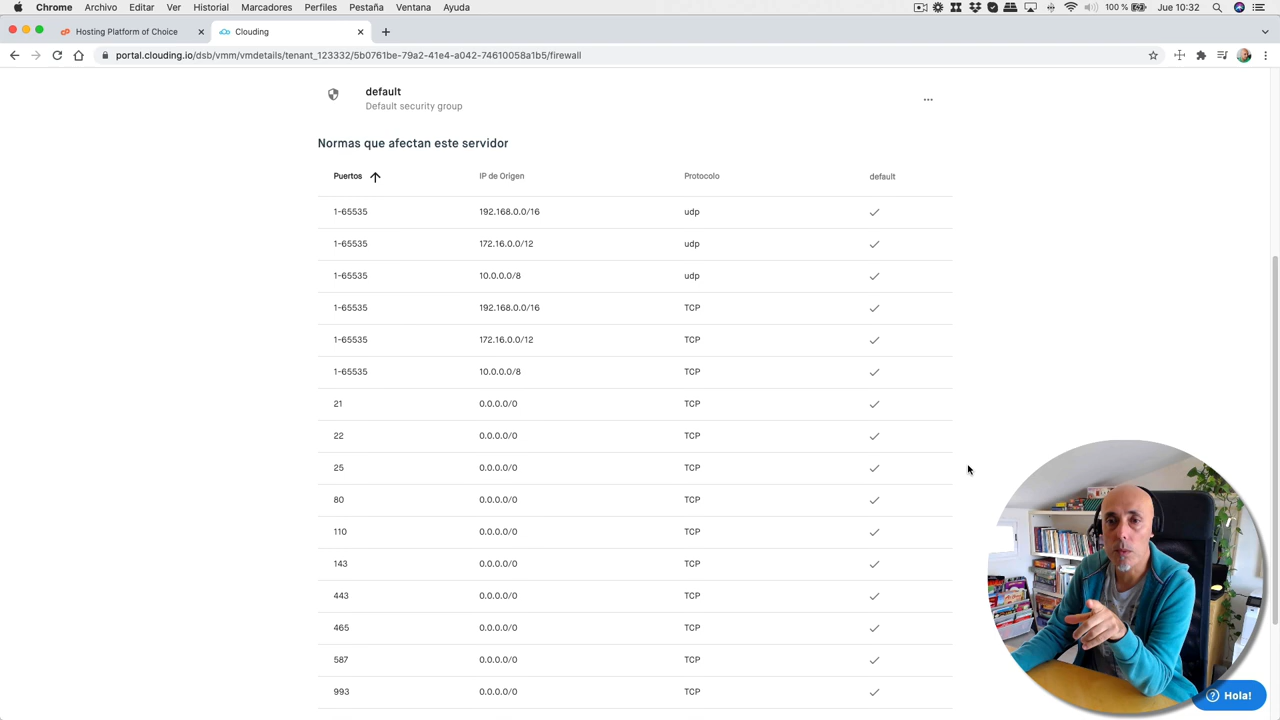 Chrome Archivo Editar Ver Historial Marcadores Perfiles Pestaña Ventana Ayuda 100 % Jue 10:32
Hosting Platform of Choice Clouding
portal.clouding.io/dsb/vmm/vmdetails/tenant_123332/5b0761be-79a2-41e4-a042-74610058a1b5/firewall
default
Default security group
Normas que afectan este servidor
Puertos IP de Origen Protocolo default
1-65535 192.168.0.0/16 udp
1-65535 172.16.0.0/12 udp
1-65535 10.0.0.0/8 udp
1-65535 192.168.0.0/16 TCP
1-65535 172.16.0.0/12 TCP
1-65535 10.0.0.0/8 TCP
21 0.0.0.0/0 TCP
22 0.0.0.0/0 TCP
25 0.0.0.0/0 TCP
80 0.0.0.0/0 TCP
110 0.0.0.0/0 TCP
143 0.0.0.0/0 TCP
443 0.0.0.0/0 TCP
465 0.0.0.0/0 TCP
587 0.0.0.0/0 TCP
993 0.0.0.0/0 TCP
Hola!